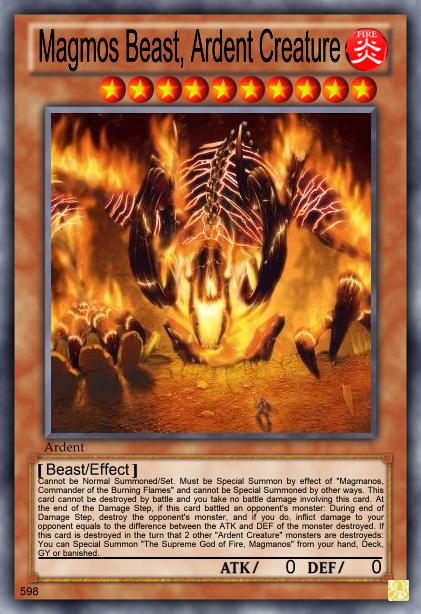 Magmos Beast, Ardent Creature
FIRE
炎
Ardent
[ Beast/Effect ]
Cannot be Normal Summoned/Set. Must be Special Summon by effect of "Magmanos,
Commander of the Burning Flames" and cannot be Special Summoned by other ways. This
card cannot be destroyed by battle and you take no battle damage involving this card. At
the end of the Damage Step, if this card battled an opponent's monster: During end of
Damage Step, destroy the opponent's monster, and if you do, inflict damage to your
opponent equals to the difference between the ATK and DEF of the monster destroyed. If
this card is destroyed in the turn that 2 other "Ardent Creature" monsters are destroyeds:
You can Special Summon "The Supreme God of Fire, Magmanos" from your hand, Deck,
GY or banished.
ATK/ 0 DEF/ 0
598